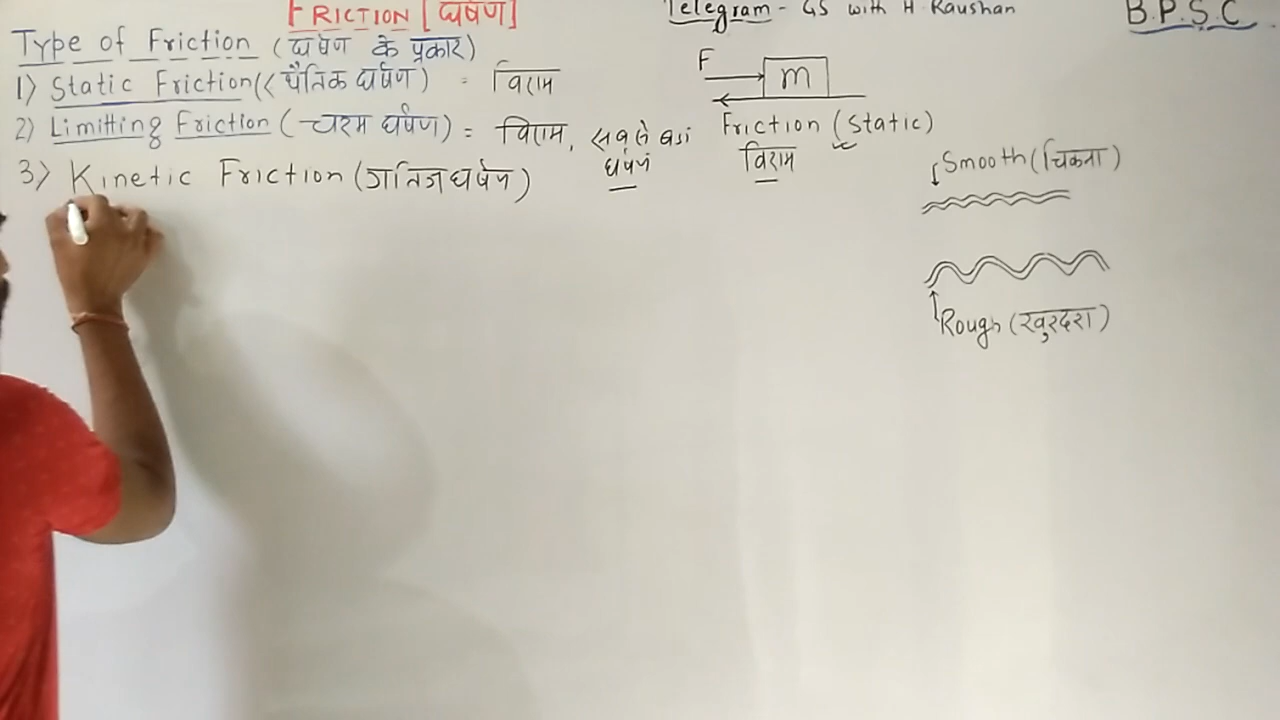 FRICTION [घर्षण]
Telegram - GS with H Raushan
B.P.S.C.
Type of Friction (घर्षण के प्रकार)
1) Static Friction (स्थैतिक घर्षण) = विराम
2) Limitting Friction (चरम घर्षण) = विराम, सबसे बड़ा घर्षण
3) Kinetic Friction (गतिज घर्षण)
F
m
Friction (Static)
विराम
Smooth (चिकना)
Rough (खुरदरा)